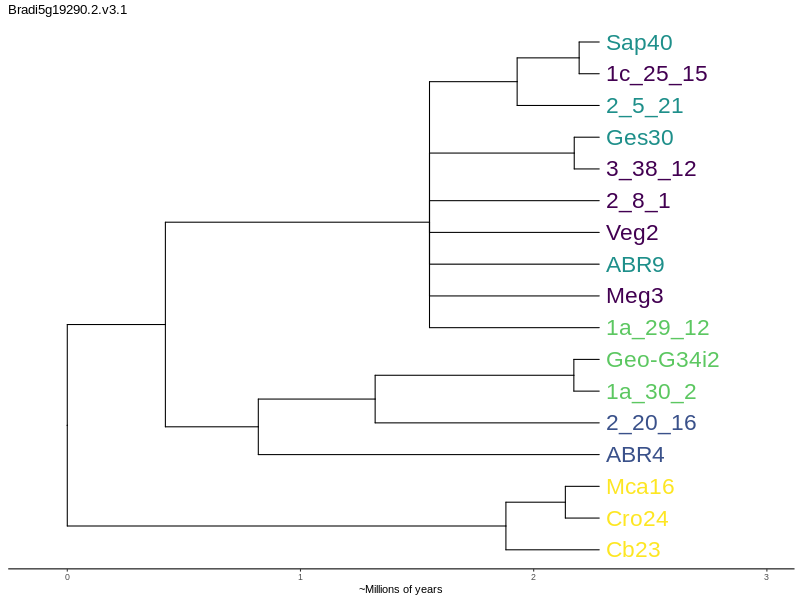 Bradi5g19290.2.v3.1
Sap40
1c_25_15
2_5_21
Ges30
3_38_12
2_8_1
Veg2
ABR9
Meg3
1a_29_12
Geo-G34i2
1a_30_2
2_20_16
ABR4
Mca16
Cro24
Cb23
0 1 2 3
~Millions of years